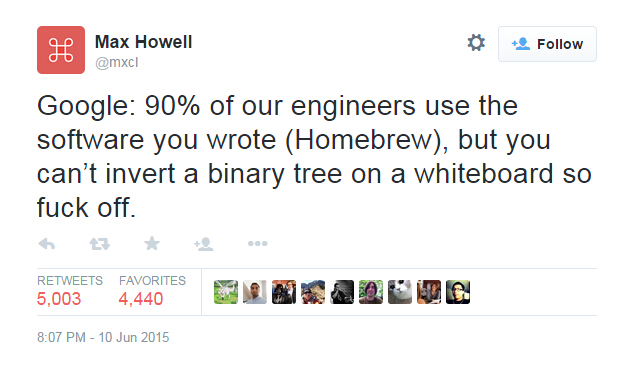 Max Howell
@mxcl
Follow
Google: 90% of our engineers use the
software you wrote (Homebrew), but you
can’t invert a binary tree on a whiteboard so
fuck off.
RETWEETS FAVORITES
5,003 4,440
8:07 PM - 10 Jun 2015